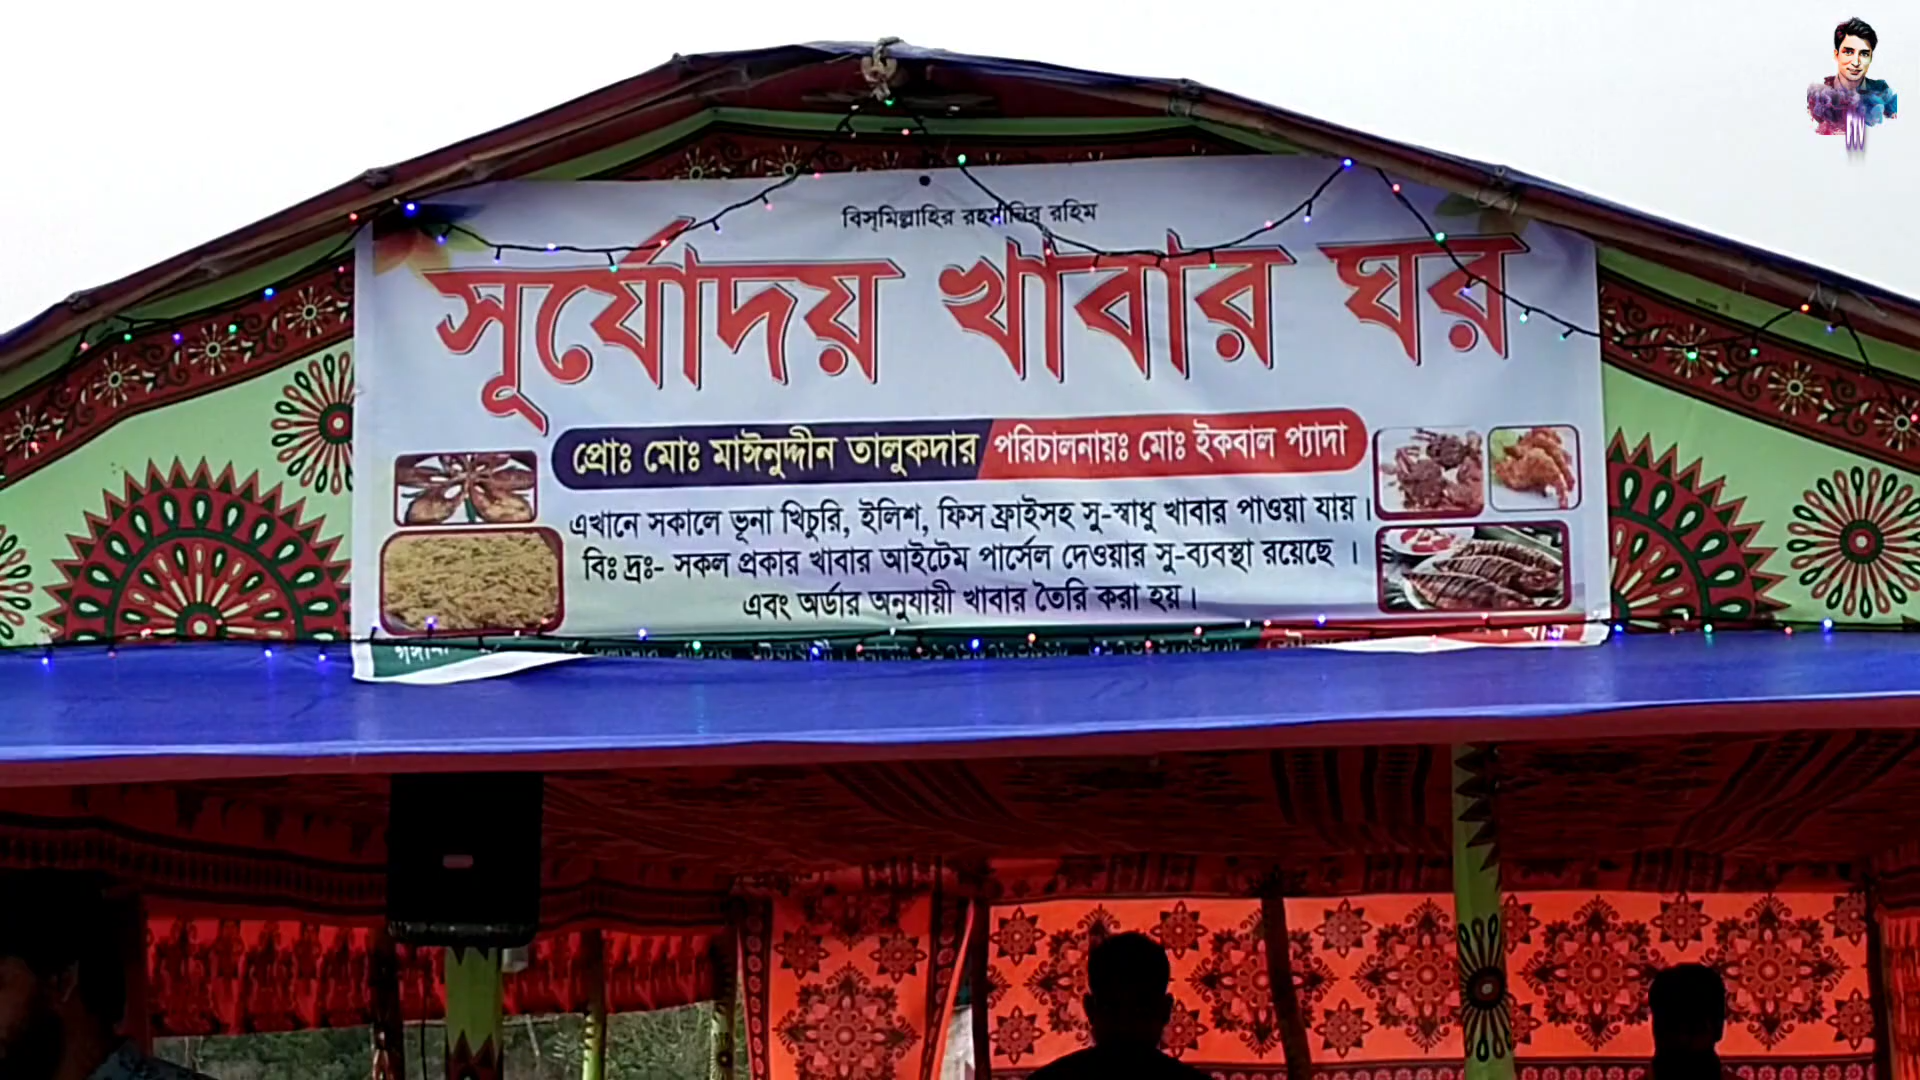 বিস্‌মিল্লাহির রহমানির রহিম
সূর্যোদয় খাবার ঘর
প্রোঃ মোঃ মাঈনুদ্দীন তালুকদার পরিচালনায়ঃ মোঃ ইকবাল প্যাদা
এখানে সকালে ভূনা খিচুরি, ইলিশ, ফিস ফ্রাইসহ সু-স্বাধু খাবার পাওয়া যায়।
বিঃ দ্রঃ- সকল প্রকার খাবার আইটেম পার্সেল দেওয়ার সু-ব্যবস্থা রয়েছে ।
এবং অর্ডার অনুযায়ী খাবার তৈরি করা হয়।